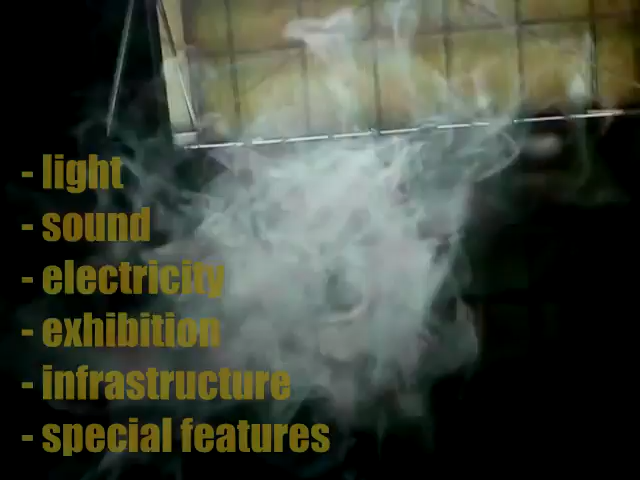 - light
- sound
- electricity
- exhibition
- infrastructure
- special features